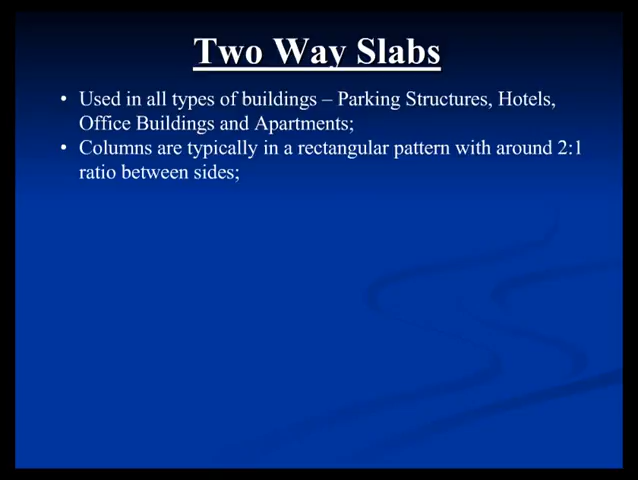 Two Way Slabs
• Used in all types of buildings – Parking Structures, Hotels,
Office Buildings and Apartments;
• Columns are typically in a rectangular pattern with around 2:1
ratio between sides;